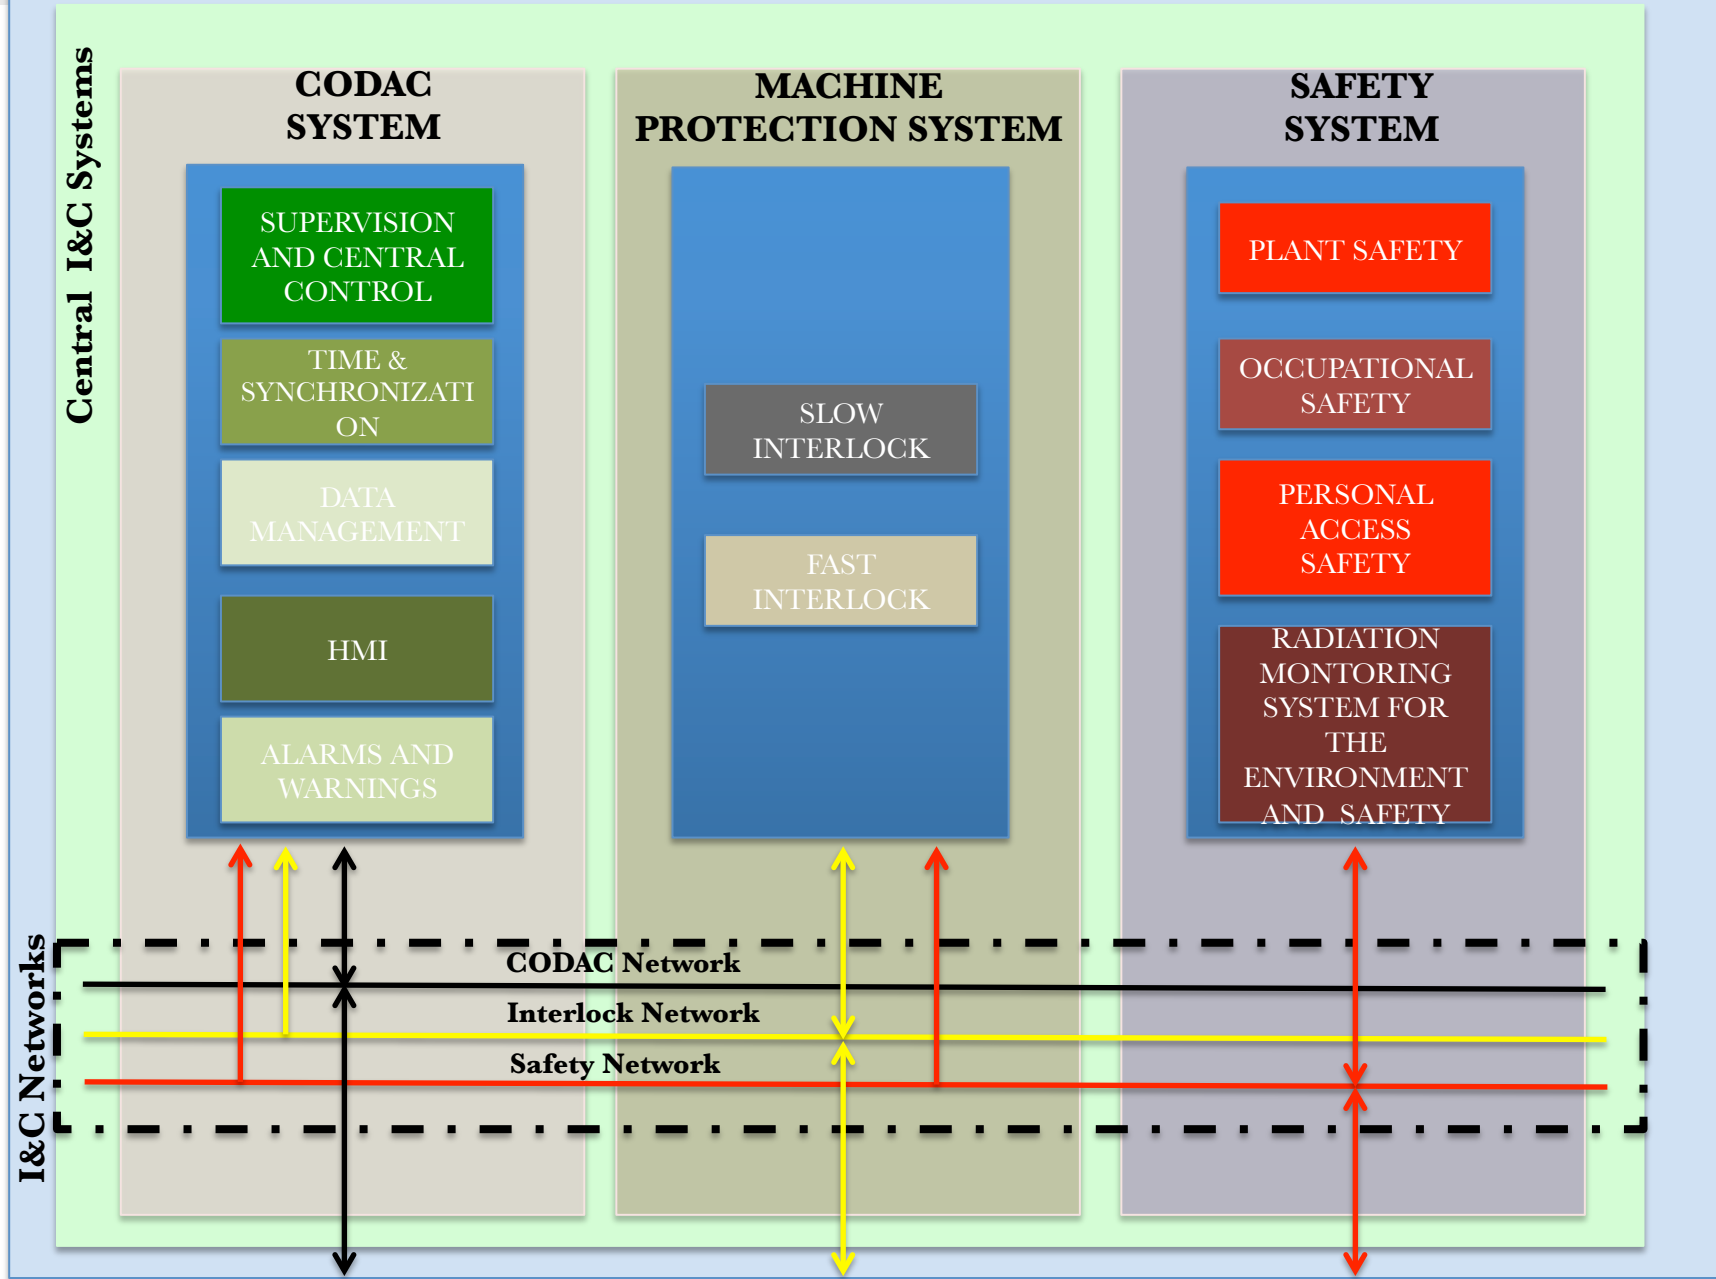 Central I&C Systems
CODAC
SYSTEM
SUPERVISION
AND CENTRAL
CONTROL
TIME &
SYNCHRONIZATI
ON
DATA
MANAGEMENT
HMI
ALARMS AND
WARNINGS
MACHINE
PROTECTION SYSTEM
SLOW
INTERLOCK
FAST
INTERLOCK
SAFETY
SYSTEM
PLANT SAFETY
OCCUPATIONAL
SAFETY
PERSONAL
ACCESS
SAFETY
RADIATION
MONTORING
SYSTEM FOR
THE
ENVIRONMENT
AND SAFETY
I&C Networks
CODAC Network
Interlock Network
Safety Network